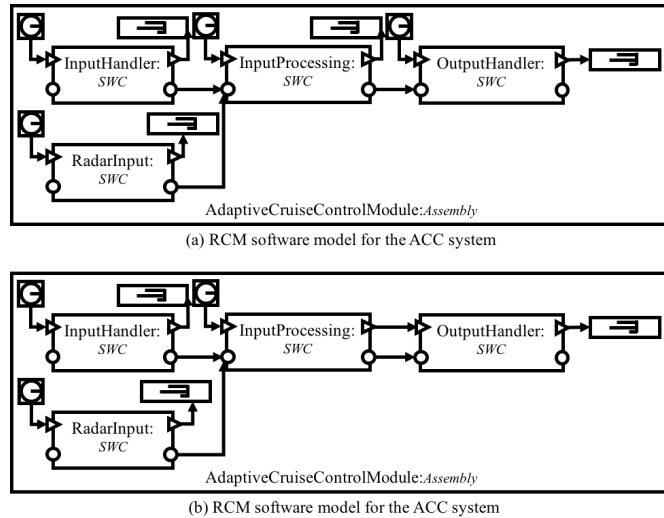 InputHandler:
SWC
InputProcessing:
SWC
OutputHandler:
SWC
RadarInput:
SWC
AdaptiveCruiseControlModule:Assembly
(a) RCM software model for the ACC system
InputHandler:
SWC
InputProcessing:
SWC
OutputHandler:
SWC
RadarInput:
SWC
AdaptiveCruiseControlModule:Assembly
(b) RCM software model for the ACC system